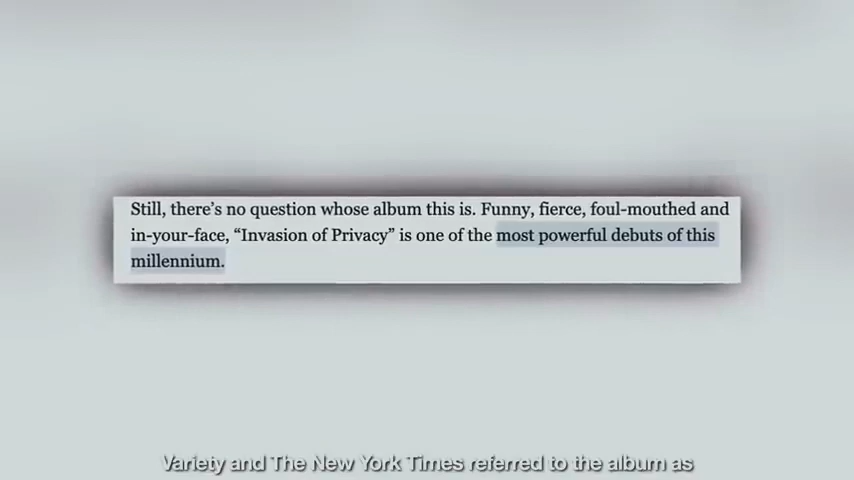 Still, there’s no question whose album this is. Funny, fierce, foul-mouthed and
in-your-face, “Invasion of Privacy” is one of the most powerful debuts of this
millennium.
Variety and The New York Times referred to the album as